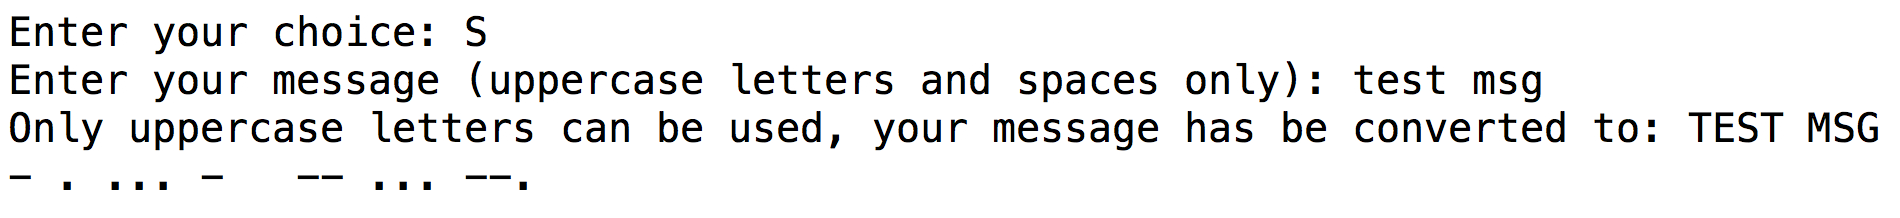 Enter your choice: S
Enter your message (uppercase letters and spaces only): test msg
Only uppercase letters can be used, your message has be converted to: TEST MSG
- . ... -   -- ... --.